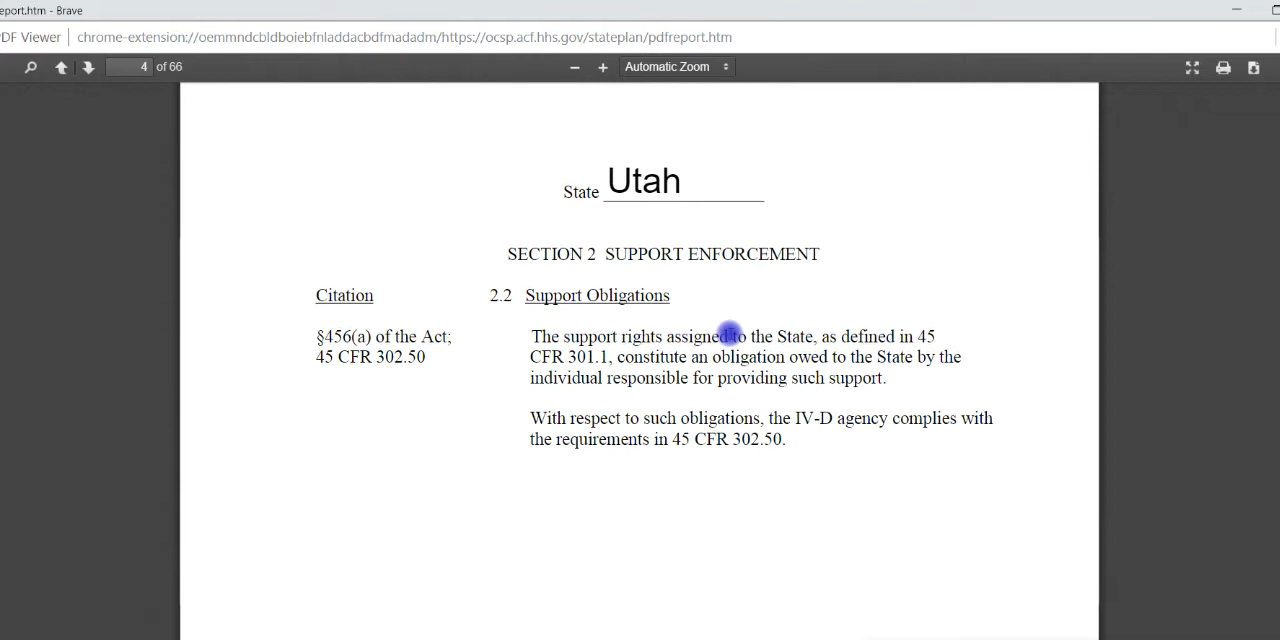 eport.htm - Brave
DF Viewer chrome-extension://oemmndcbldboiebfnladdacbdfmadadm/https://ocsp.acf.hhs.gov/stateplan/pdfreport.htm
4 of 66 Automatic Zoom
State Utah
SECTION 2 SUPPORT ENFORCEMENT
Citation 2.2 Support Obligations
§456(a) of the Act; The support rights assigned to the State, as defined in 45
45 CFR 302.50 CFR 301.1, constitute an obligation owed to the State by the
individual responsible for providing such support.
With respect to such obligations, the IV-D agency complies with
the requirements in 45 CFR 302.50.